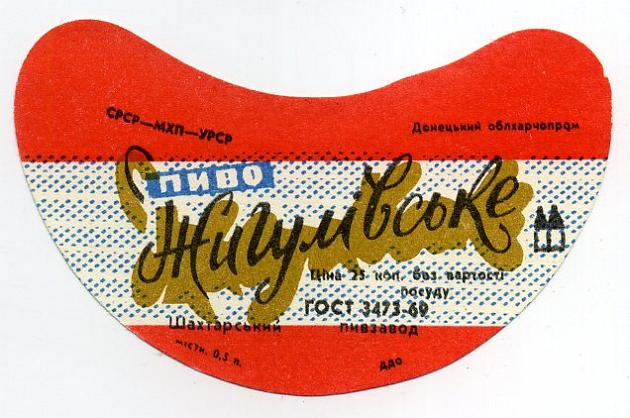 СРСР—МХП—УРСР
Донецький облхарчопром
ПИВО
Жигулівське
Ціна 25 коп. без вартості
посуду
ГОСТ 3473-69
Шахтарський пивзавод
містк. 0,5 л.
ДДО